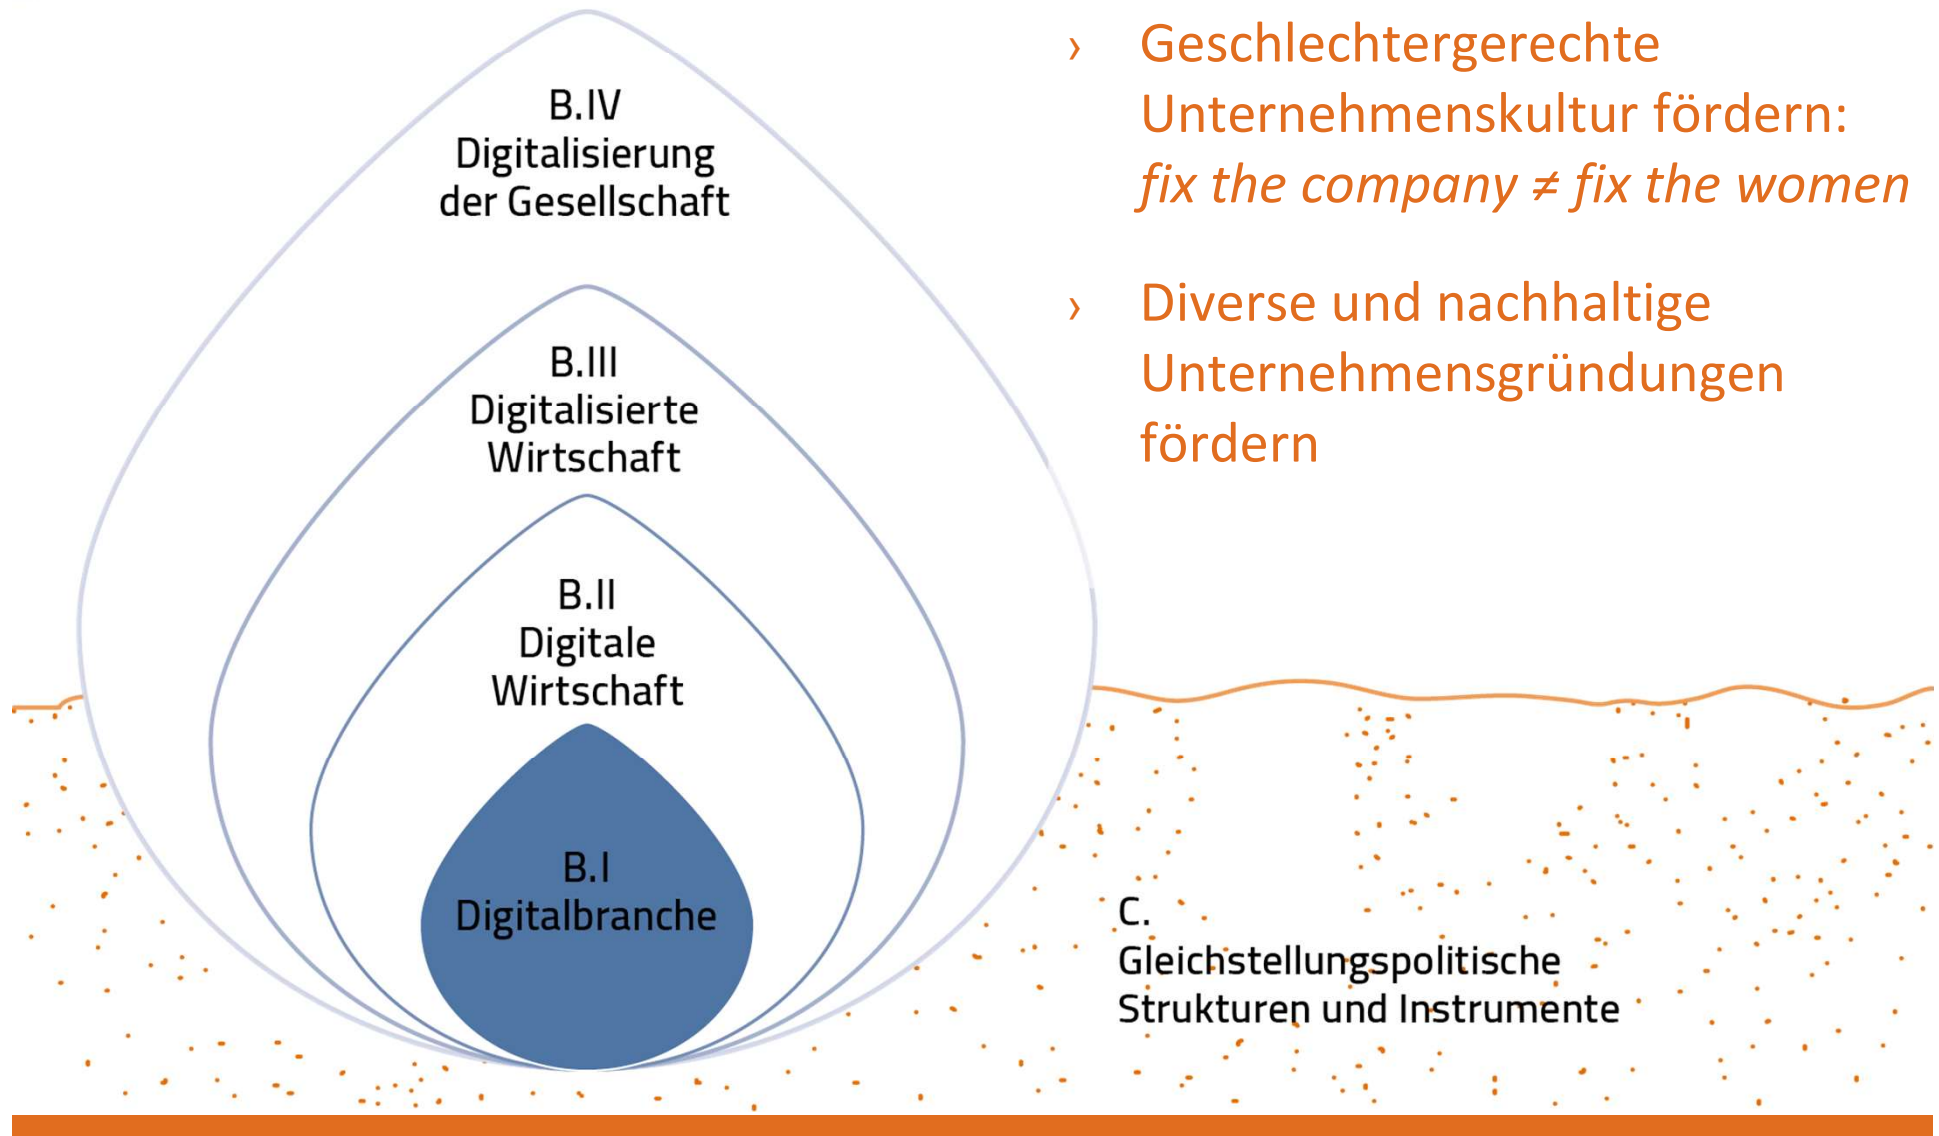 B.IV
Digitalisierung
der Gesellschaft
B.III
Digitalisierte
Wirtschaft
B.II
Digitale
Wirtschaft
B.I
Digitalbranche
› Geschlechtergerechte
Unternehmenskultur fördern:
fix the company ≠ fix the women
› Diverse und nachhaltige
Unternehmensgründungen
fördern
C.
Gleichstellungspolitische
Strukturen und Instrumente